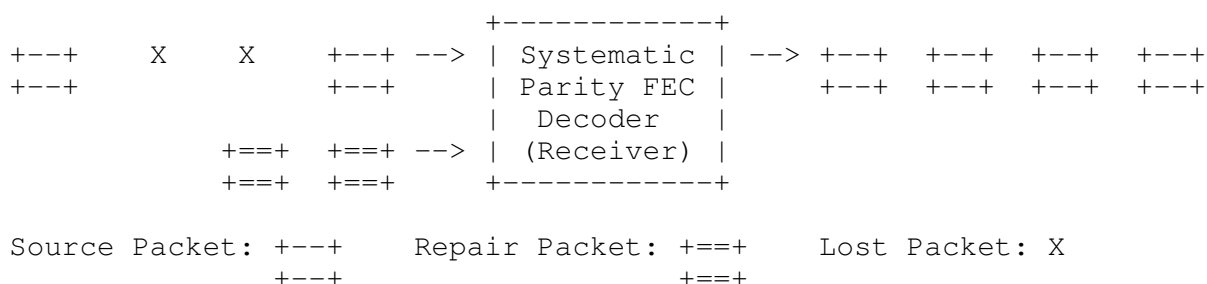 +------------+
+--+    X    X    +--+ --> | Systematic | --> +--+  +--+  +--+  +--+
+--+              +--+     | Parity FEC |     +--+  +--+  +--+  +--+
                           |  Decoder   |
            +==+  +==+ --> | (Receiver) |
            +==+  +==+     +------------+

Source Packet: +--+    Repair Packet: +==+    Lost Packet: X
               +--+                   +==+